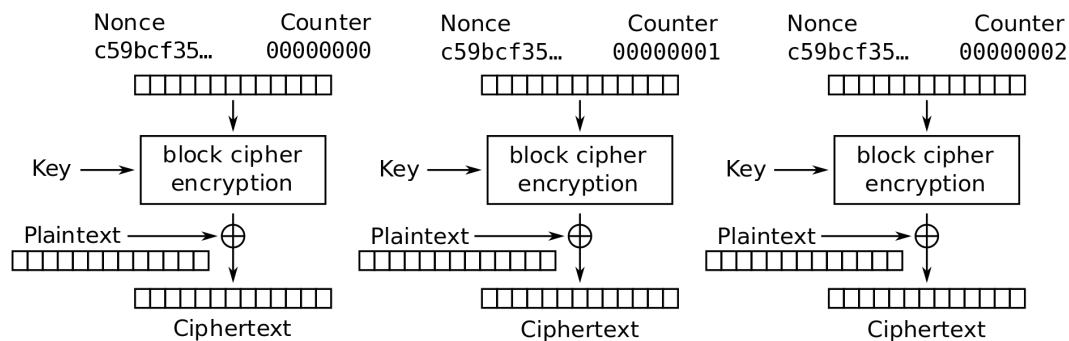 Nonce Counter Nonce Counter Nonce Counter
c59bcf35… 00000000 c59bcf35… 00000001 c59bcf35… 00000002
block cipher block cipher block cipher
Key encryption Key encryption Key encryption
Plaintext Plaintext Plaintext
Ciphertext Ciphertext Ciphertext